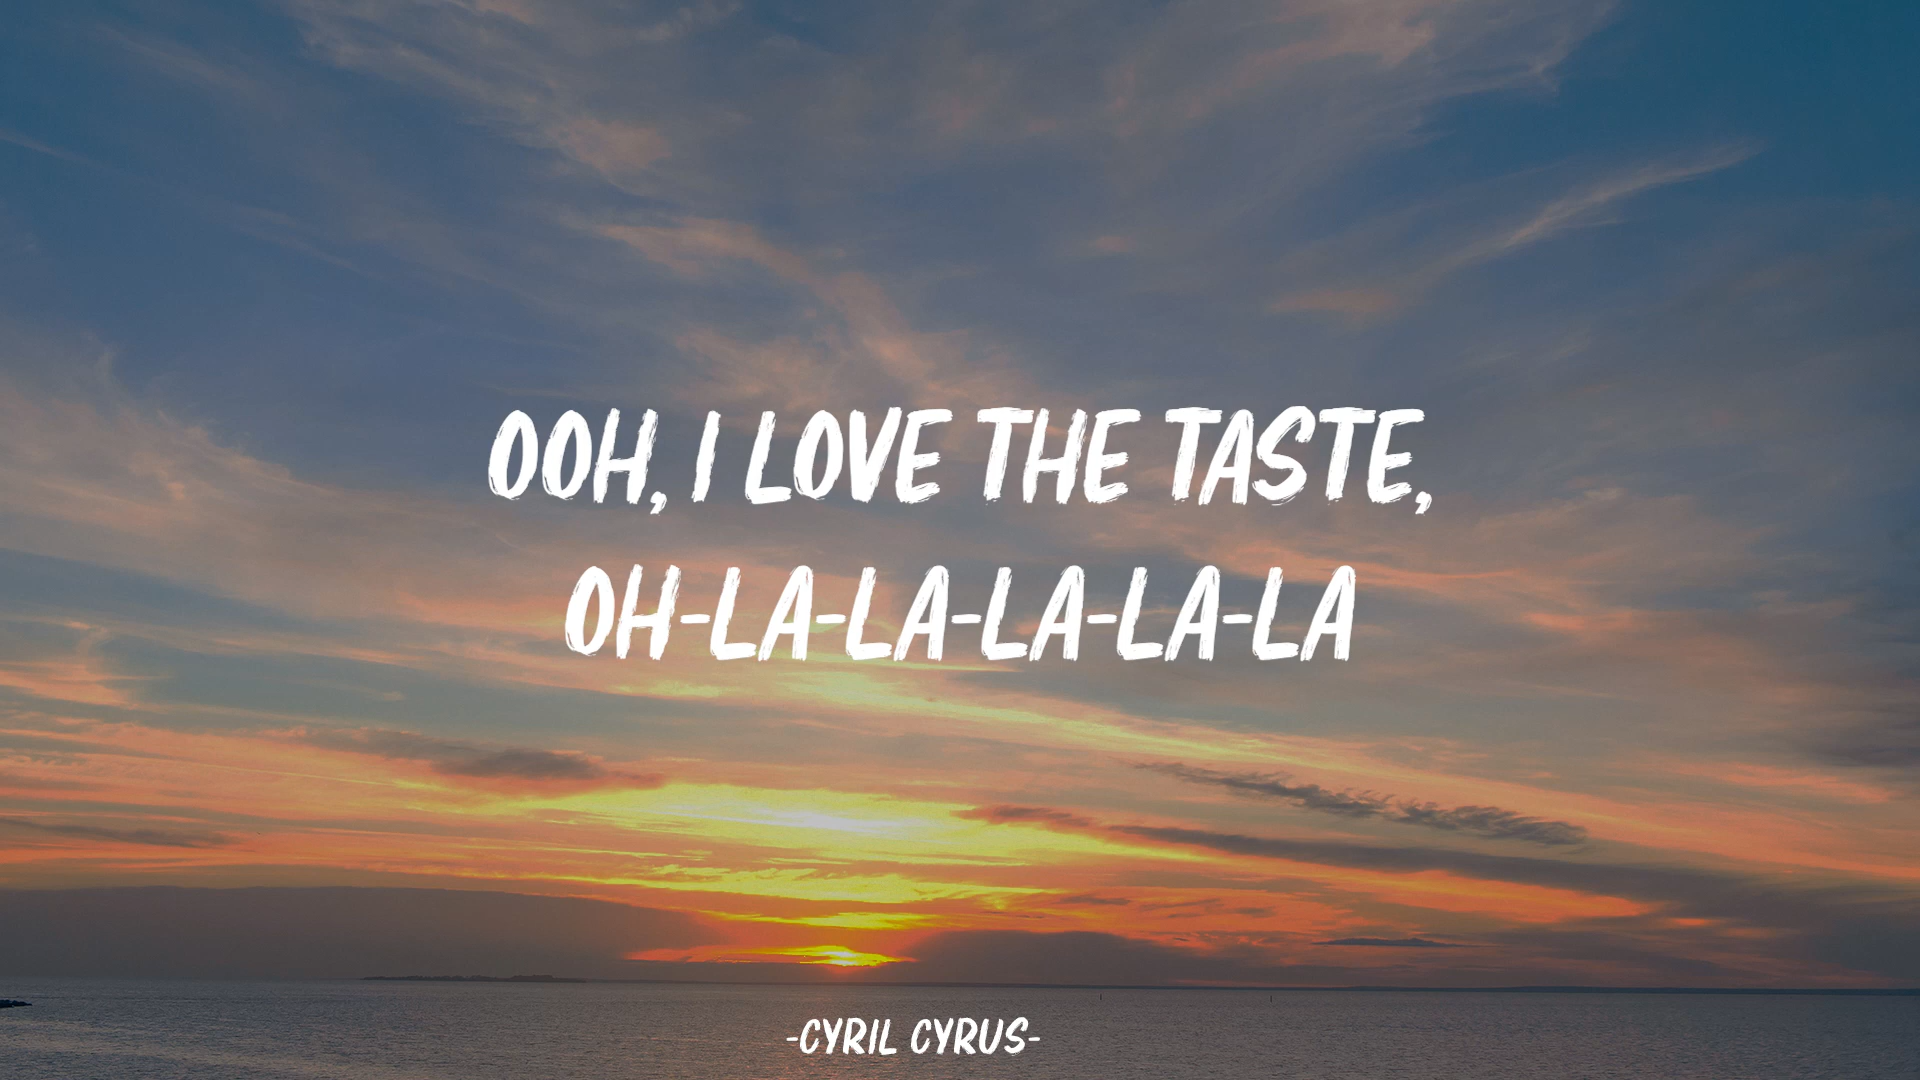 OOH, I LOVE THE TASTE,
OH-LA-LA-LA-LA-LA
-CYRIL CYRUS-